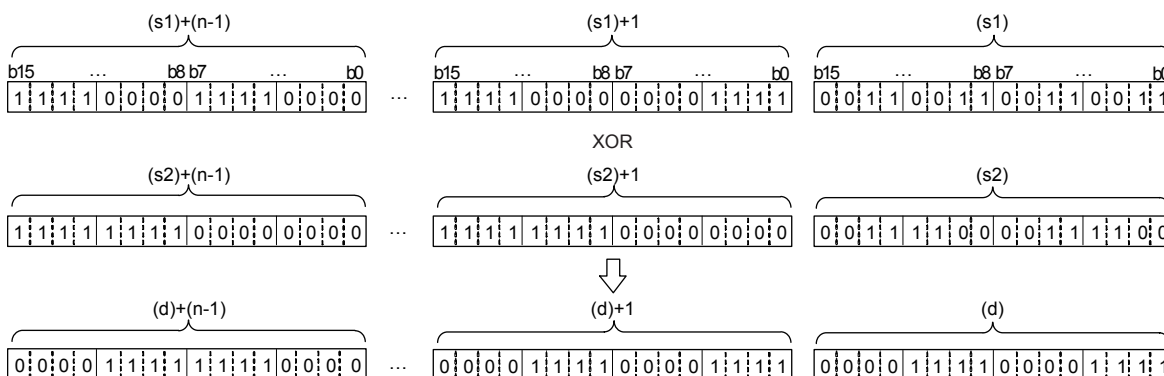 (s1)+(n-1) (s1)+1 (s1)
b15 … b8 b7 … b0 b15 … b8 b7 … b0 b15 … b8 b7 … b0
1 1 1 1 0 0 0 0 1 1 1 1 0 0 0 0 … 1 1 1 1 0 0 0 0 0 0 0 0 1 1 1 1 0 0 1 1 0 0 1 1 0 0 1 1 0 0 1 1
XOR
(s2)+(n-1) (s2)+1 (s2)
1 1 1 1 1 1 1 1 0 0 0 0 0 0 0 0 … 1 1 1 1 1 1 1 1 0 0 0 0 0 0 0 0 0 0 1 1 1 1 0 0 0 0 1 1 1 1 0 0
(d)+(n-1) (d)+1 (d)
0 0 0 0 1 1 1 1 1 1 1 1 0 0 0 0 … 0 0 0 0 1 1 1 1 0 0 0 0 1 1 1 1 0 0 0 0 1 1 1 1 0 0 0 0 1 1 1 1